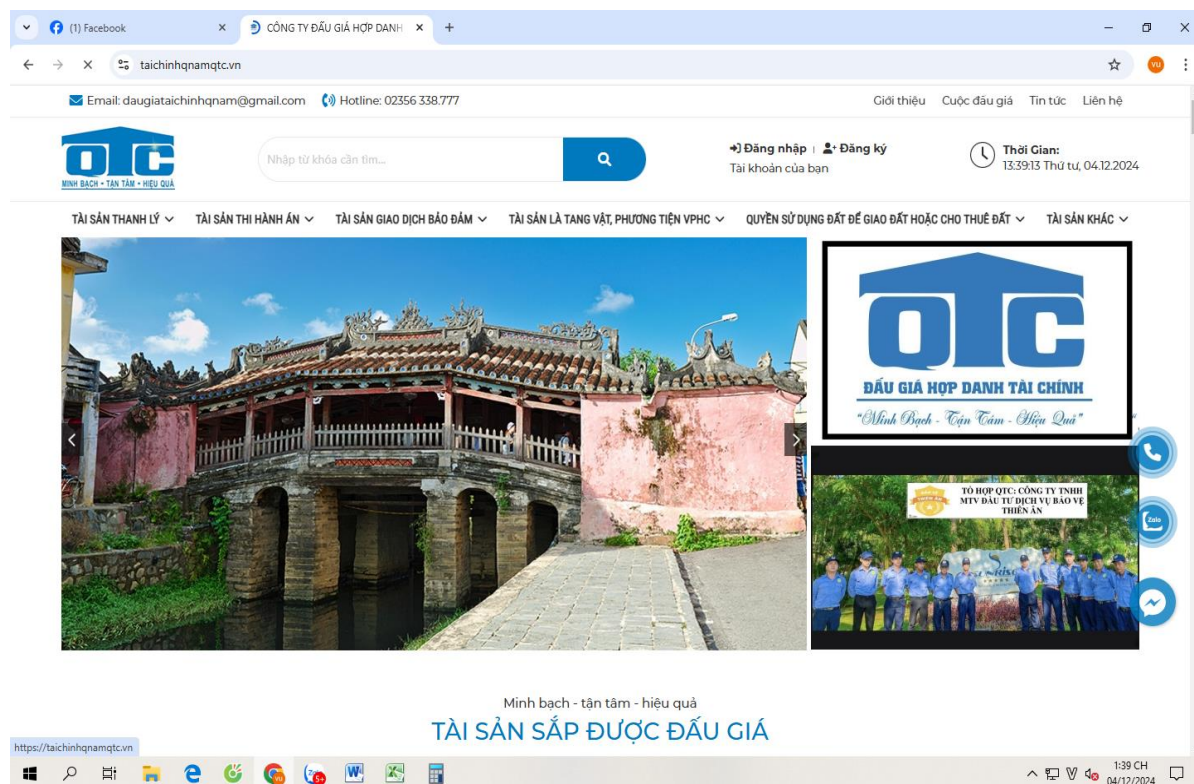 (1) Facebook
CÔNG TY ĐẤU GIÁ HỢP DANH
taichinhqnamqtc.vn
VU
Email: daugiataichinhqnam@gmail.com
Hotline: 02356 338.777
Giới thiệu
Cuộc đấu giá
Tin tức
Liên hệ
QTC
MINH BẠCH - TẬN TÂM - HIỆU QUẢ
Nhập từ khóa cần tìm...
Đăng nhập | Đăng ký
Tài khoản của bạn
Thời Gian:
13:39:13 Thứ tư, 04.12.2024
TÀI SẢN THANH LÝ
TÀI SẢN THI HÀNH ÁN
TÀI SẢN GIAO DỊCH BẢO ĐẢM
TÀI SẢN LÀ TANG VẬT, PHƯƠNG TIỆN VPHC
QUYỀN SỬ DỤNG ĐẤT ĐỂ GIAO ĐẤT HOẶC CHO THUÊ ĐẤT
TÀI SẢN KHÁC
QTC
ĐẤU GIÁ HỢP DANH TÀI CHÍNH
"Minh Bạch - Tận Tâm - Hiệu Quả"
TỔ HỢP QTC: CÔNG TY TNHH
MTV ĐẦU TƯ DỊCH VỤ BẢO VỆ
THIÊN ÂN
Zalo
Minh bạch - tận tâm - hiệu quả
TÀI SẢN SẮP ĐƯỢC ĐẤU GIÁ
https://taichinhqnamqtc.vn
5+
1:39 CH
04/12/2024